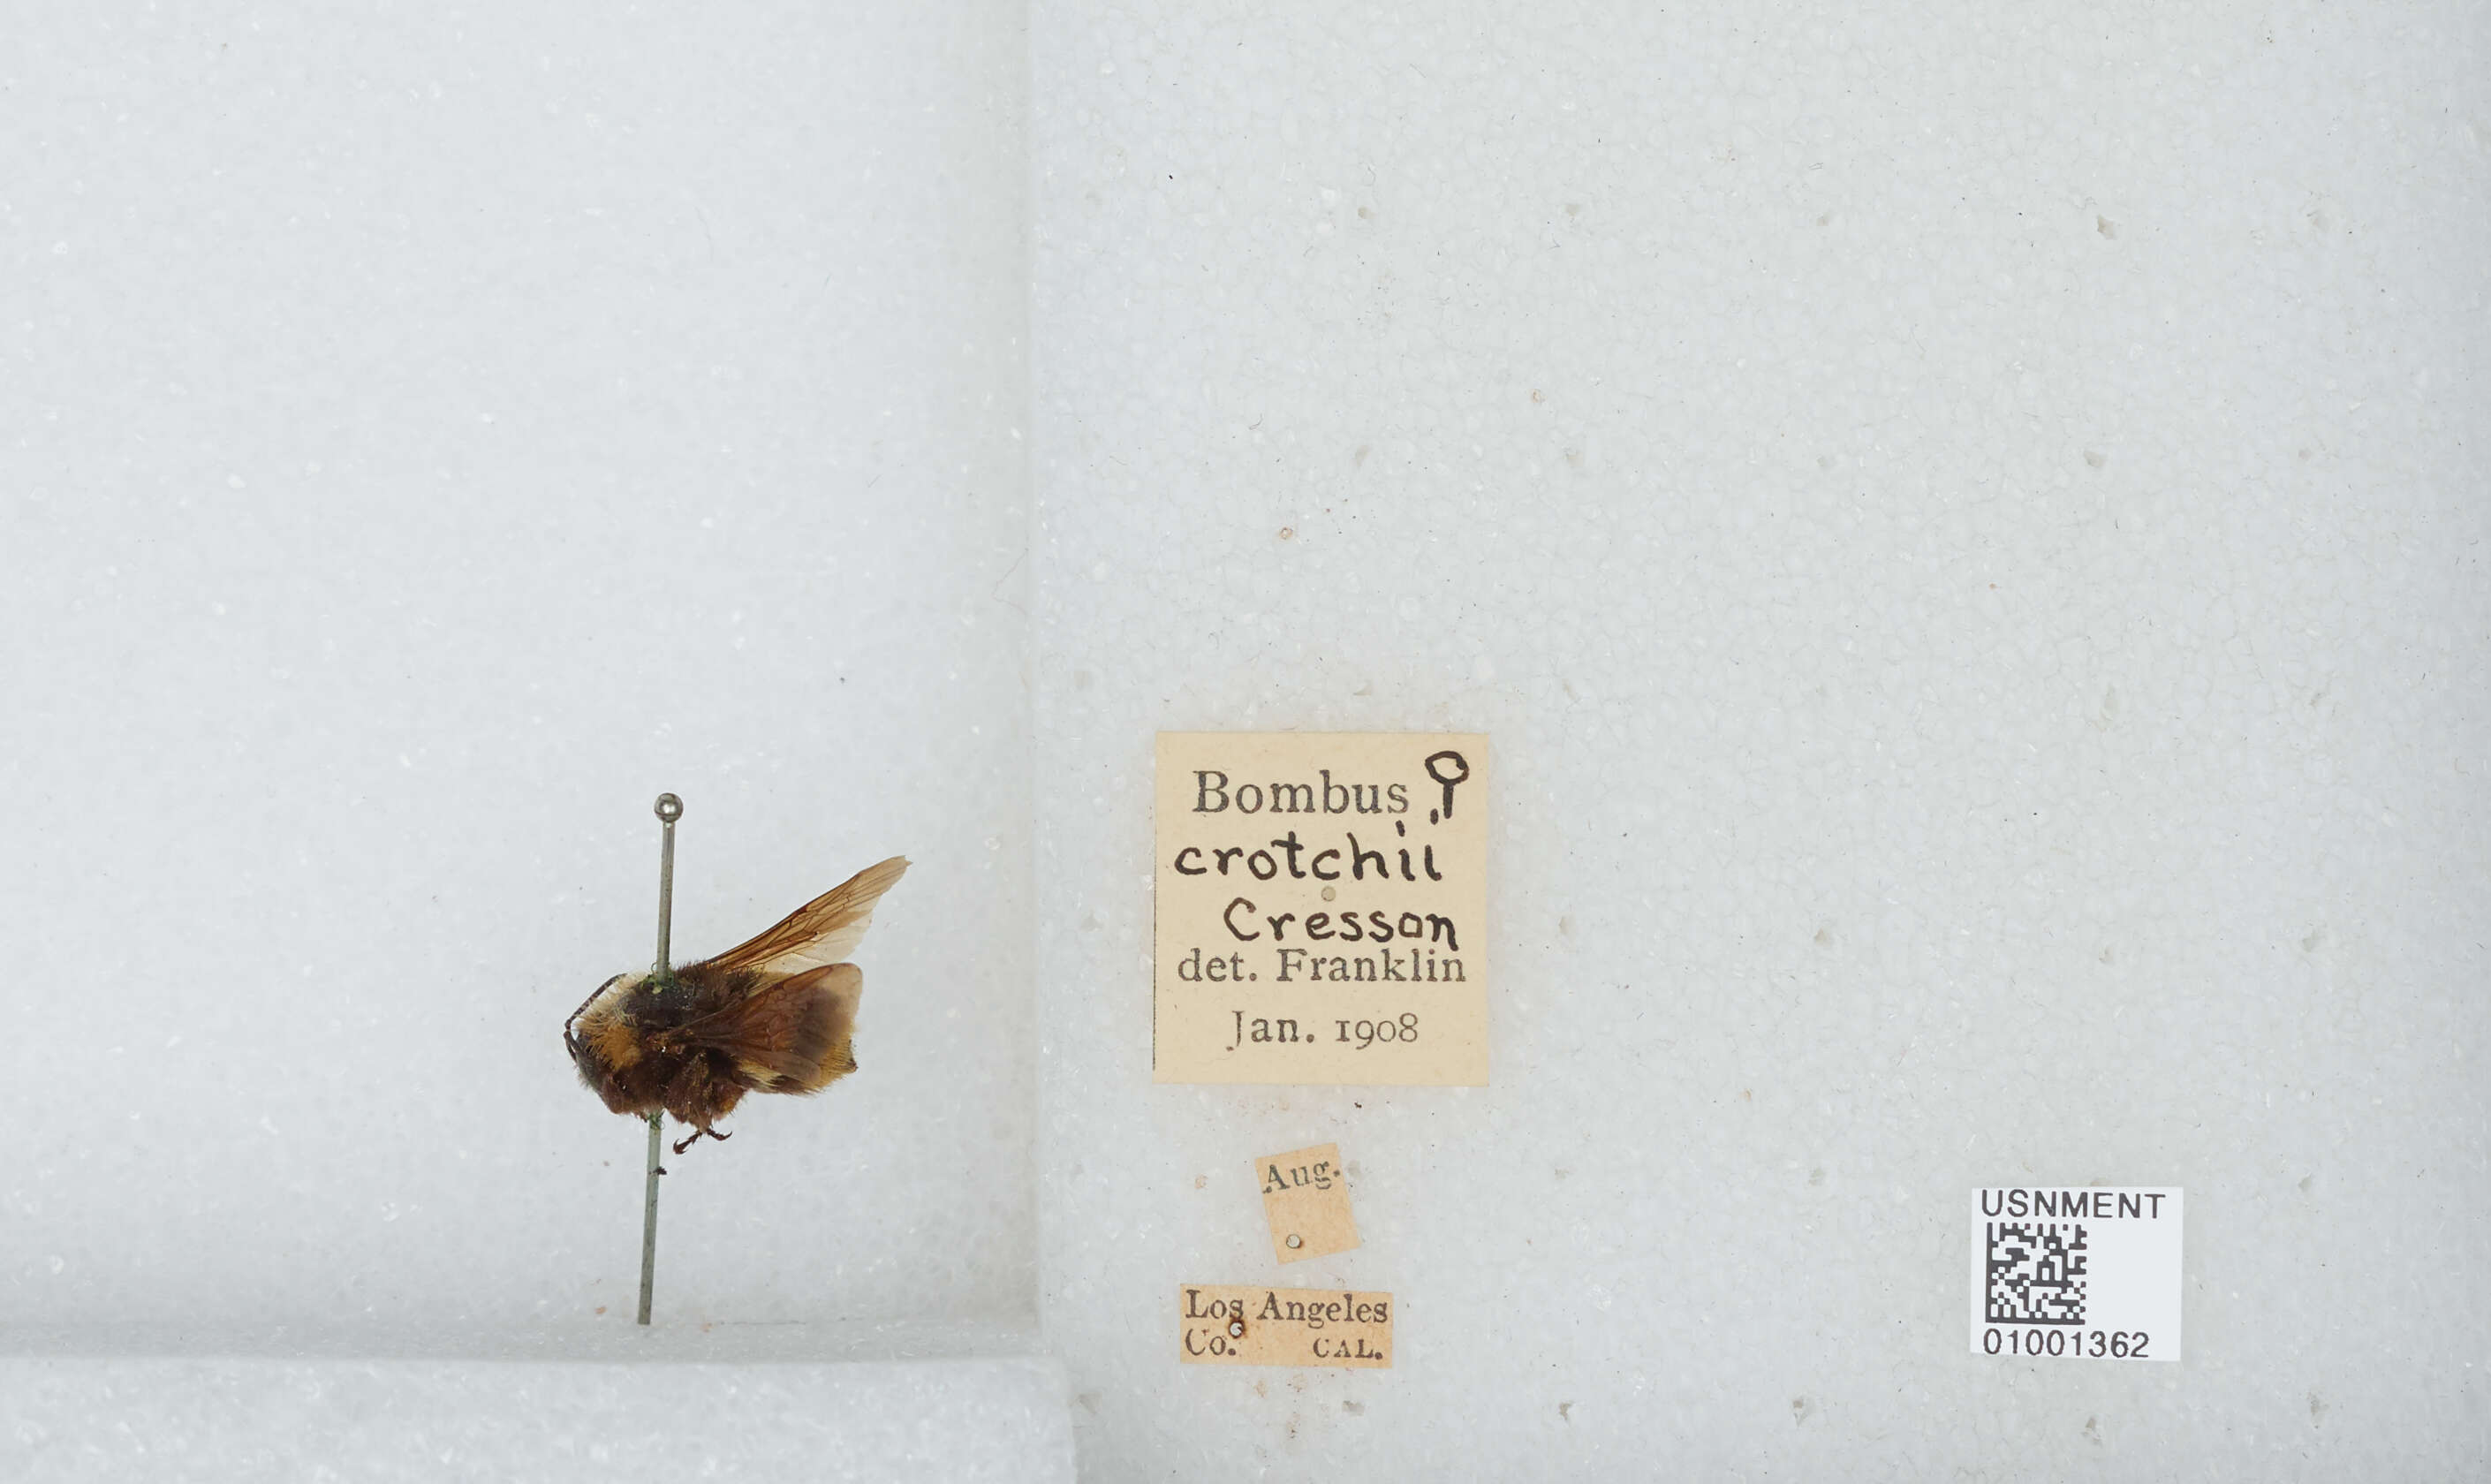 Bombus ☿
crotchii
Cresson
det. Franklin
Jan. 1908
Aug.
Los Angeles
Co. CAL.
USNMENT
01001362